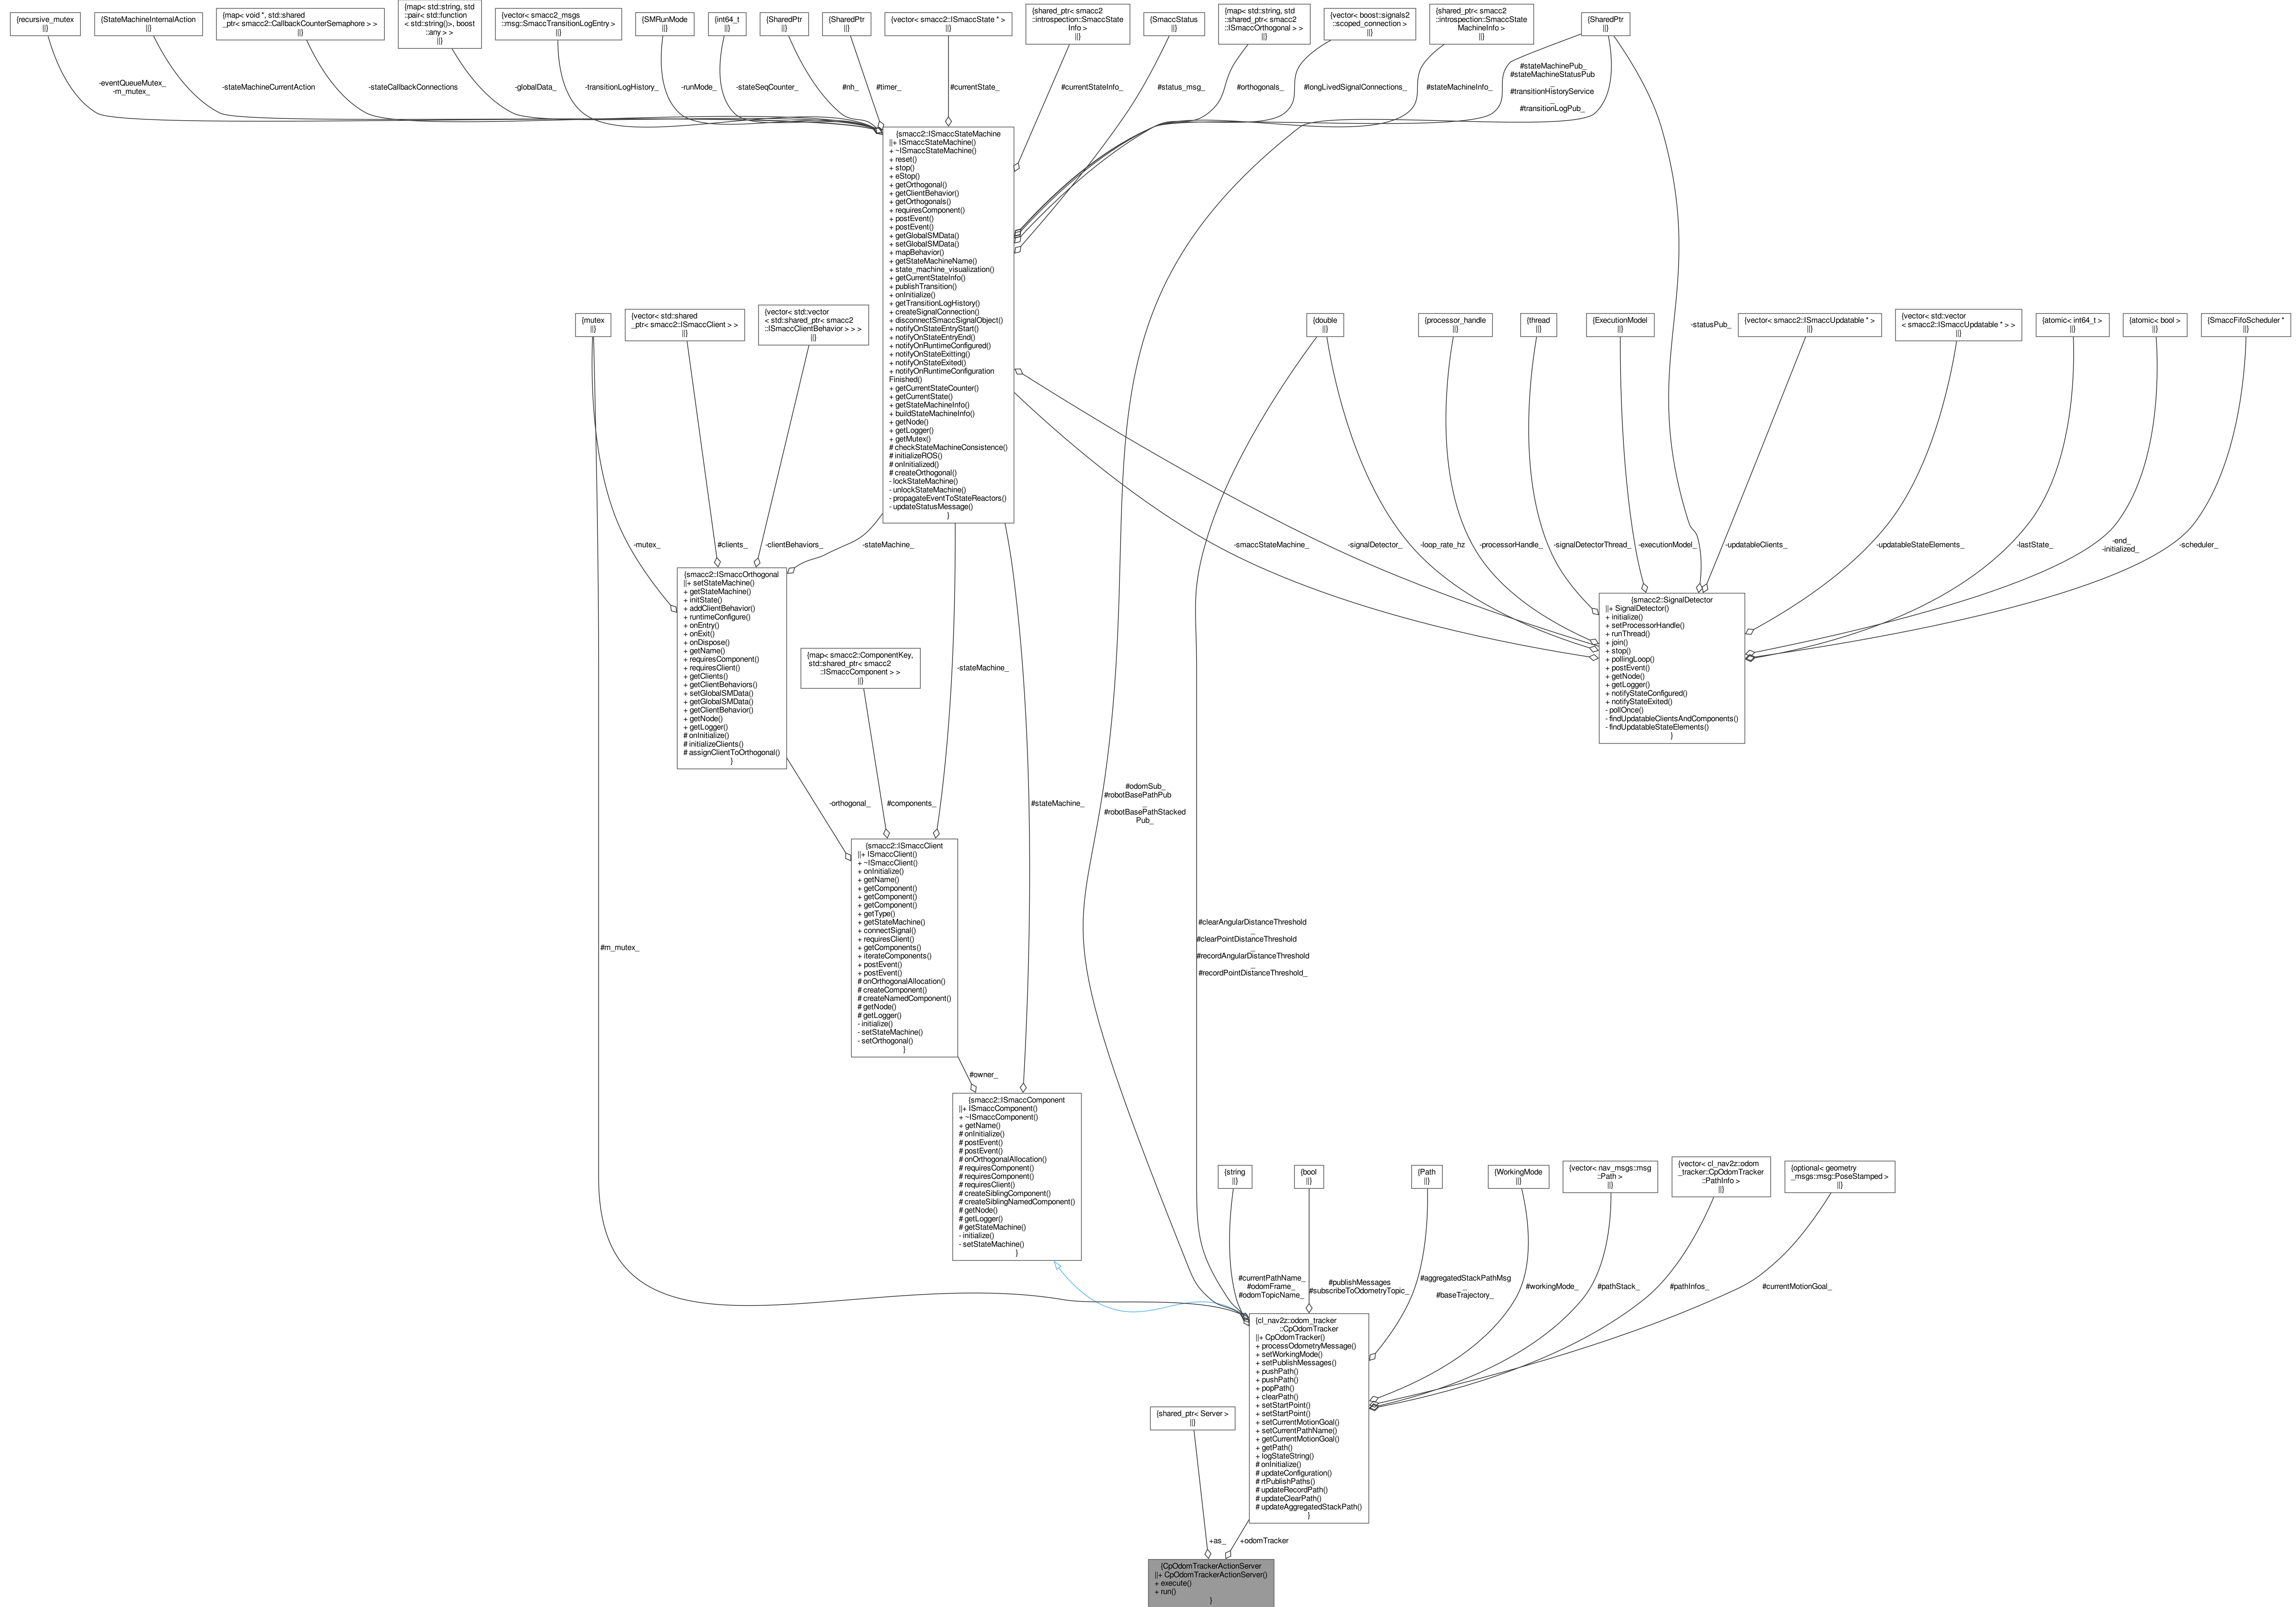 {recursive_mutex
||}
{StateMachineInternalAction
||}
{map< void *, std::shared
_ptr< smacc2::CallbackCounterSemaphore > >
||}
{map< std::string, std
::pair< std::function
< std::string()>, boost
::any > >
||}
{vector< smacc2_msgs
::msg::SmaccTransitionLogEntry >
||}
{SMRunMode
||}
{int64_t
||}
{SharedPtr
||}
{SharedPtr
||}
{vector< smacc2::ISmaccState * >
||}
{shared_ptr< smacc2
::introspection::SmaccState
Info >
||}
{SmaccStatus
||}
{map< std::string, std
::shared_ptr< smacc2
::ISmaccOrthogonal > >
||}
{vector< boost::signals2
::scoped_connection >
||}
{shared_ptr< smacc2
::introspection::SmaccState
MachineInfo >
||}
{SharedPtr
||}
-eventQueueMutex_
-m_mutex_
-stateMachineCurrentAction
-stateCallbackConnections
-globalData_
-transitionLogHistory_
-runMode_
-stateSeqCounter_
#nh_
#timer_
#currentState_
#currentStateInfo_
#status_msg_
#orthogonals_
#longLivedSignalConnections_
#stateMachineInfo_
#stateMachinePub_
#stateMachineStatusPub
_
#transitionHistoryService
_
#transitionLogPub_
{smacc2::ISmaccStateMachine
||+ ISmaccStateMachine()
+ ~ISmaccStateMachine()
+ reset()
+ stop()
+ eStop()
+ getOrthogonal()
+ getClientBehavior()
+ getOrthogonals()
+ requiresComponent()
+ postEvent()
+ postEvent()
+ getGlobalSMData()
+ setGlobalSMData()
+ mapBehavior()
+ getStateMachineName()
+ state_machine_visualization()
+ getCurrentStateInfo()
+ publishTransition()
+ onInitialize()
+ getTransitionLogHistory()
+ createSignalConnection()
+ disconnectSmaccSignalObject()
+ notifyOnStateEntryStart()
+ notifyOnStateEntryEnd()
+ notifyOnRuntimeConfigured()
+ notifyOnStateExitting()
+ notifyOnStateExited()
+ notifyOnRuntimeConfiguration
Finished()
+ getCurrentStateCounter()
+ getCurrentState()
+ getStateMachineInfo()
+ buildStateMachineInfo()
+ getNode()
+ getLogger()
+ getMutex()
# checkStateMachineConsistence()
# initializeROS()
# onInitialized()
# createOrthogonal()
- lockStateMachine()
- unlockStateMachine()
- propagateEventToStateReactors()
- updateStatusMessage()
}
{mutex
||}
{vector< std::shared
_ptr< smacc2::ISmaccClient > >
||}
{vector< std::vector
< std::shared_ptr< smacc2
::ISmaccClientBehavior > > >
||}
{double
||}
{processor_handle
||}
{thread
||}
{ExecutionModel
||}
-statusPub_
{vector< smacc2::ISmaccUpdatable * >
||}
{vector< std::vector
< smacc2::ISmaccUpdatable * > >
||}
{atomic< int64_t >
||}
{atomic< bool >
||}
{SmaccFifoScheduler *
||}
-mutex_
#clients_
-clientBehaviors_
-stateMachine_
-smaccStateMachine_
-signalDetector_
-loop_rate_hz
-processorHandle_
-signalDetectorThread_
-executionModel_
-updatableClients_
-updatableStateElements_
-lastState_
-end_
-initialized_
-scheduler_
{smacc2::ISmaccOrthogonal
||+ setStateMachine()
+ getStateMachine()
+ initState()
+ addClientBehavior()
+ runtimeConfigure()
+ onEntry()
+ onExit()
+ onDispose()
+ getName()
+ requiresComponent()
+ requiresClient()
+ getClients()
+ getClientBehaviors()
+ setGlobalSMData()
+ getGlobalSMData()
+ getClientBehavior()
+ getNode()
+ getLogger()
# onInitialize()
# initializeClients()
# assignClientToOrthogonal()
}
{smacc2::SignalDetector
||+ SignalDetector()
+ initialize()
+ setProcessorHandle()
+ runThread()
+ join()
+ stop()
+ pollingLoop()
+ postEvent()
+ getNode()
+ getLogger()
+ notifyStateConfigured()
+ notifyStateExited()
- pollOnce()
- findUpdatableClientsAndComponents()
- findUpdatableStateElements()
}
{map< smacc2::ComponentKey,
std::shared_ptr< smacc2
::ISmaccComponent > >
||}
-stateMachine_
-orthogonal_
#components_
#stateMachine_
#odomSub_
#robotBasePathPub
_
#robotBasePathStacked
Pub_
{smacc2::ISmaccClient
||+ ISmaccClient()
+ ~ISmaccClient()
+ onInitialize()
+ getName()
+ getComponent()
+ getComponent()
+ getComponent()
+ getType()
+ getStateMachine()
+ connectSignal()
+ requiresClient()
+ getComponents()
+ iterateComponents()
+ postEvent()
+ postEvent()
# onOrthogonalAllocation()
# createComponent()
# createNamedComponent()
# getNode()
# getLogger()
- initialize()
- setStateMachine()
- setOrthogonal()
}
#m_mutex_
#clearAngularDistanceThreshold
_
#clearPointDistanceThreshold
_
#recordAngularDistanceThreshold
_
#recordPointDistanceThreshold_
#owner_
{smacc2::ISmaccComponent
||+ ISmaccComponent()
+ ~ISmaccComponent()
+ getName()
# onInitialize()
# postEvent()
# postEvent()
# onOrthogonalAllocation()
# requiresComponent()
# requiresComponent()
# requiresClient()
# createSiblingComponent()
# createSiblingNamedComponent()
# getNode()
# getLogger()
# getStateMachine()
- initialize()
- setStateMachine()
}
{string
||}
{bool
||}
{Path
||}
{WorkingMode
||}
{vector< nav_msgs::msg
::Path >
||}
{vector< cl_nav2z::odom
_tracker::CpOdomTracker
::PathInfo >
||}
{optional< geometry
_msgs::msg::PoseStamped >
||}
#currentPathName_
#odomFrame_
#odomTopicName_
#publishMessages
#subscribeToOdometryTopic_
#aggregatedStackPathMsg
_
#baseTrajectory_
#workingMode_
#pathStack_
#pathInfos_
#currentMotionGoal_
{cl_nav2z::odom_tracker
::CpOdomTracker
||+ CpOdomTracker()
+ processOdometryMessage()
+ setWorkingMode()
+ setPublishMessages()
+ pushPath()
+ pushPath()
+ popPath()
+ clearPath()
+ setStartPoint()
+ setStartPoint()
+ setCurrentMotionGoal()
+ setCurrentPathName()
+ getCurrentMotionGoal()
+ getPath()
+ logStateString()
# onInitialize()
# updateConfiguration()
# rtPublishPaths()
# updateRecordPath()
# updateClearPath()
# updateAggregatedStackPath()
}
{shared_ptr< Server >
||}
+as_
+odomTracker
{CpOdomTrackerActionServer
||+ CpOdomTrackerActionServer()
+ execute()
+ run()
}